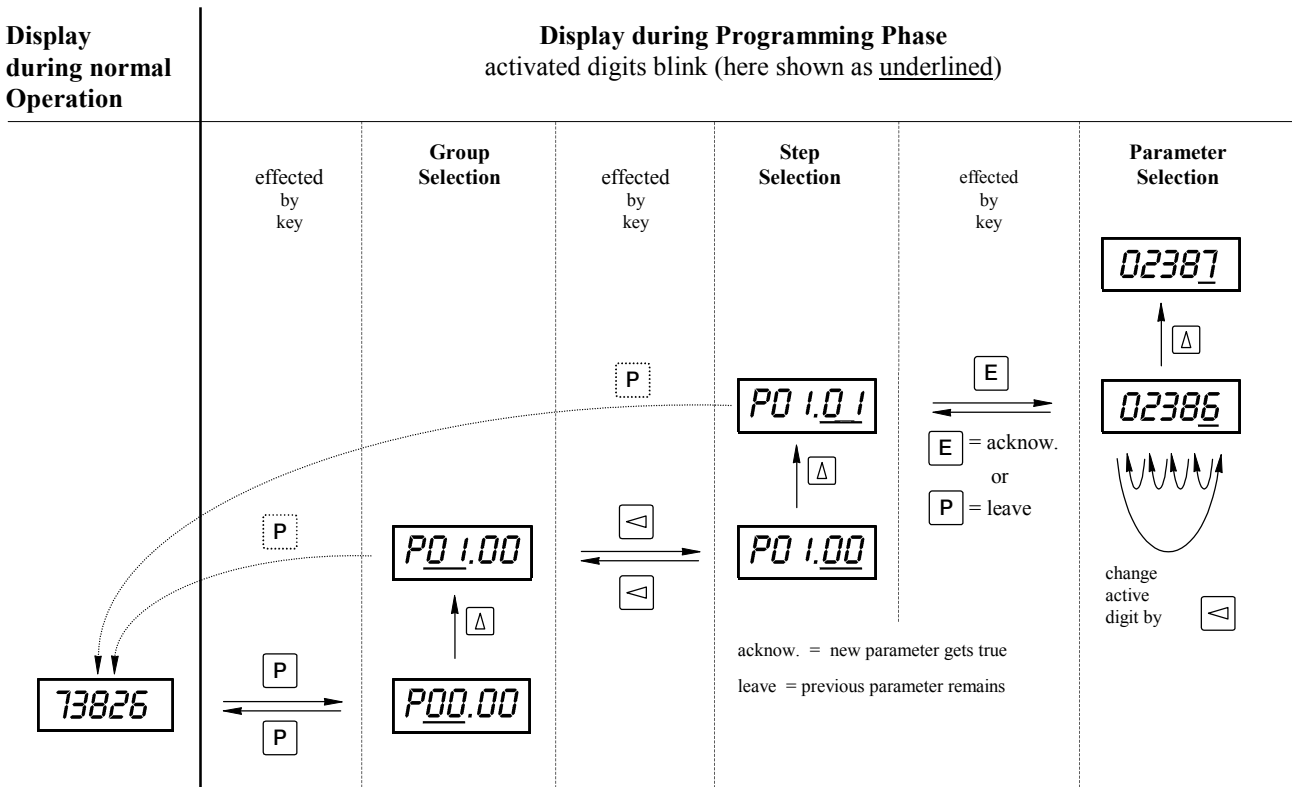 Display
during normal
Operation
Display during Programming Phase
activated digits blink (here shown as underlined)
effected
by
key
Group
Selection
effected
by
key
Step
Selection
effected
by
key
Parameter
Selection
02387
Δ
P
P01.01
E
02386
E = acknow.
or
P = leave
Δ
P
P01.00
◁
◁
P01.00
change
active
digit by ◁
Δ
acknow. = new parameter gets true
leave = previous parameter remains
73826
P
P
P00.00